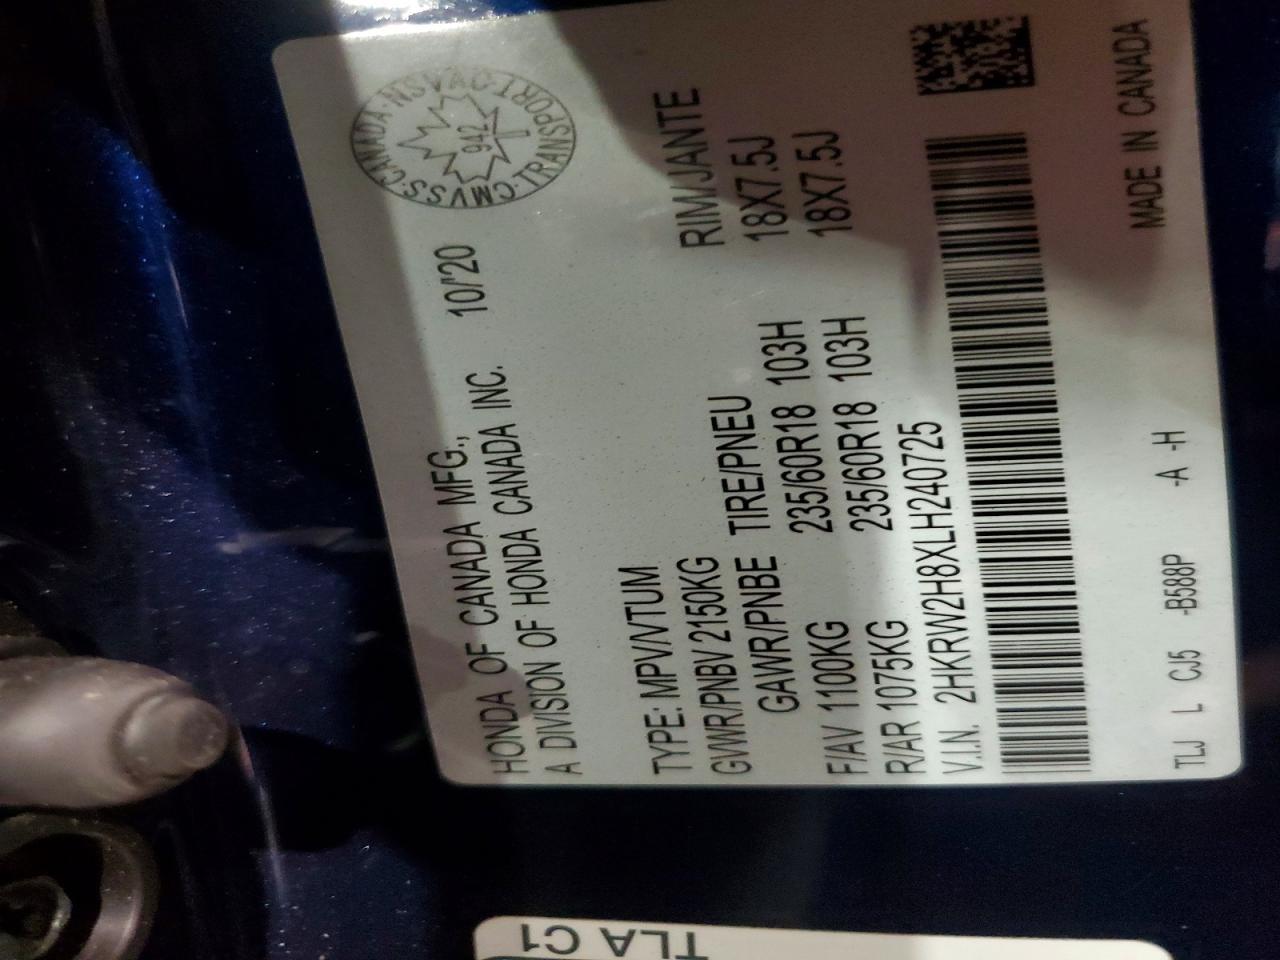 HONDA OF CANADA MFG.,
A DIVISION OF HONDA CANADA INC. 10/'20
CANADA·NSVAC·TRANSPORT·CMVSS·
942
TYPE: MPV/VTUM
GVWR/PNBV 2150KG
GAWR/PNBE TIRE/PNEU RIM/JANTE
F/AV 1100KG 235/60R18 103H 18X7.5J
R/AR 1075KG 235/60R18 103H 18X7.5J
V.I.N. 2HKRW2H8XLH240725
TLJ L CJ5 -B588P -A -H MADE IN CANADA
TLA C1